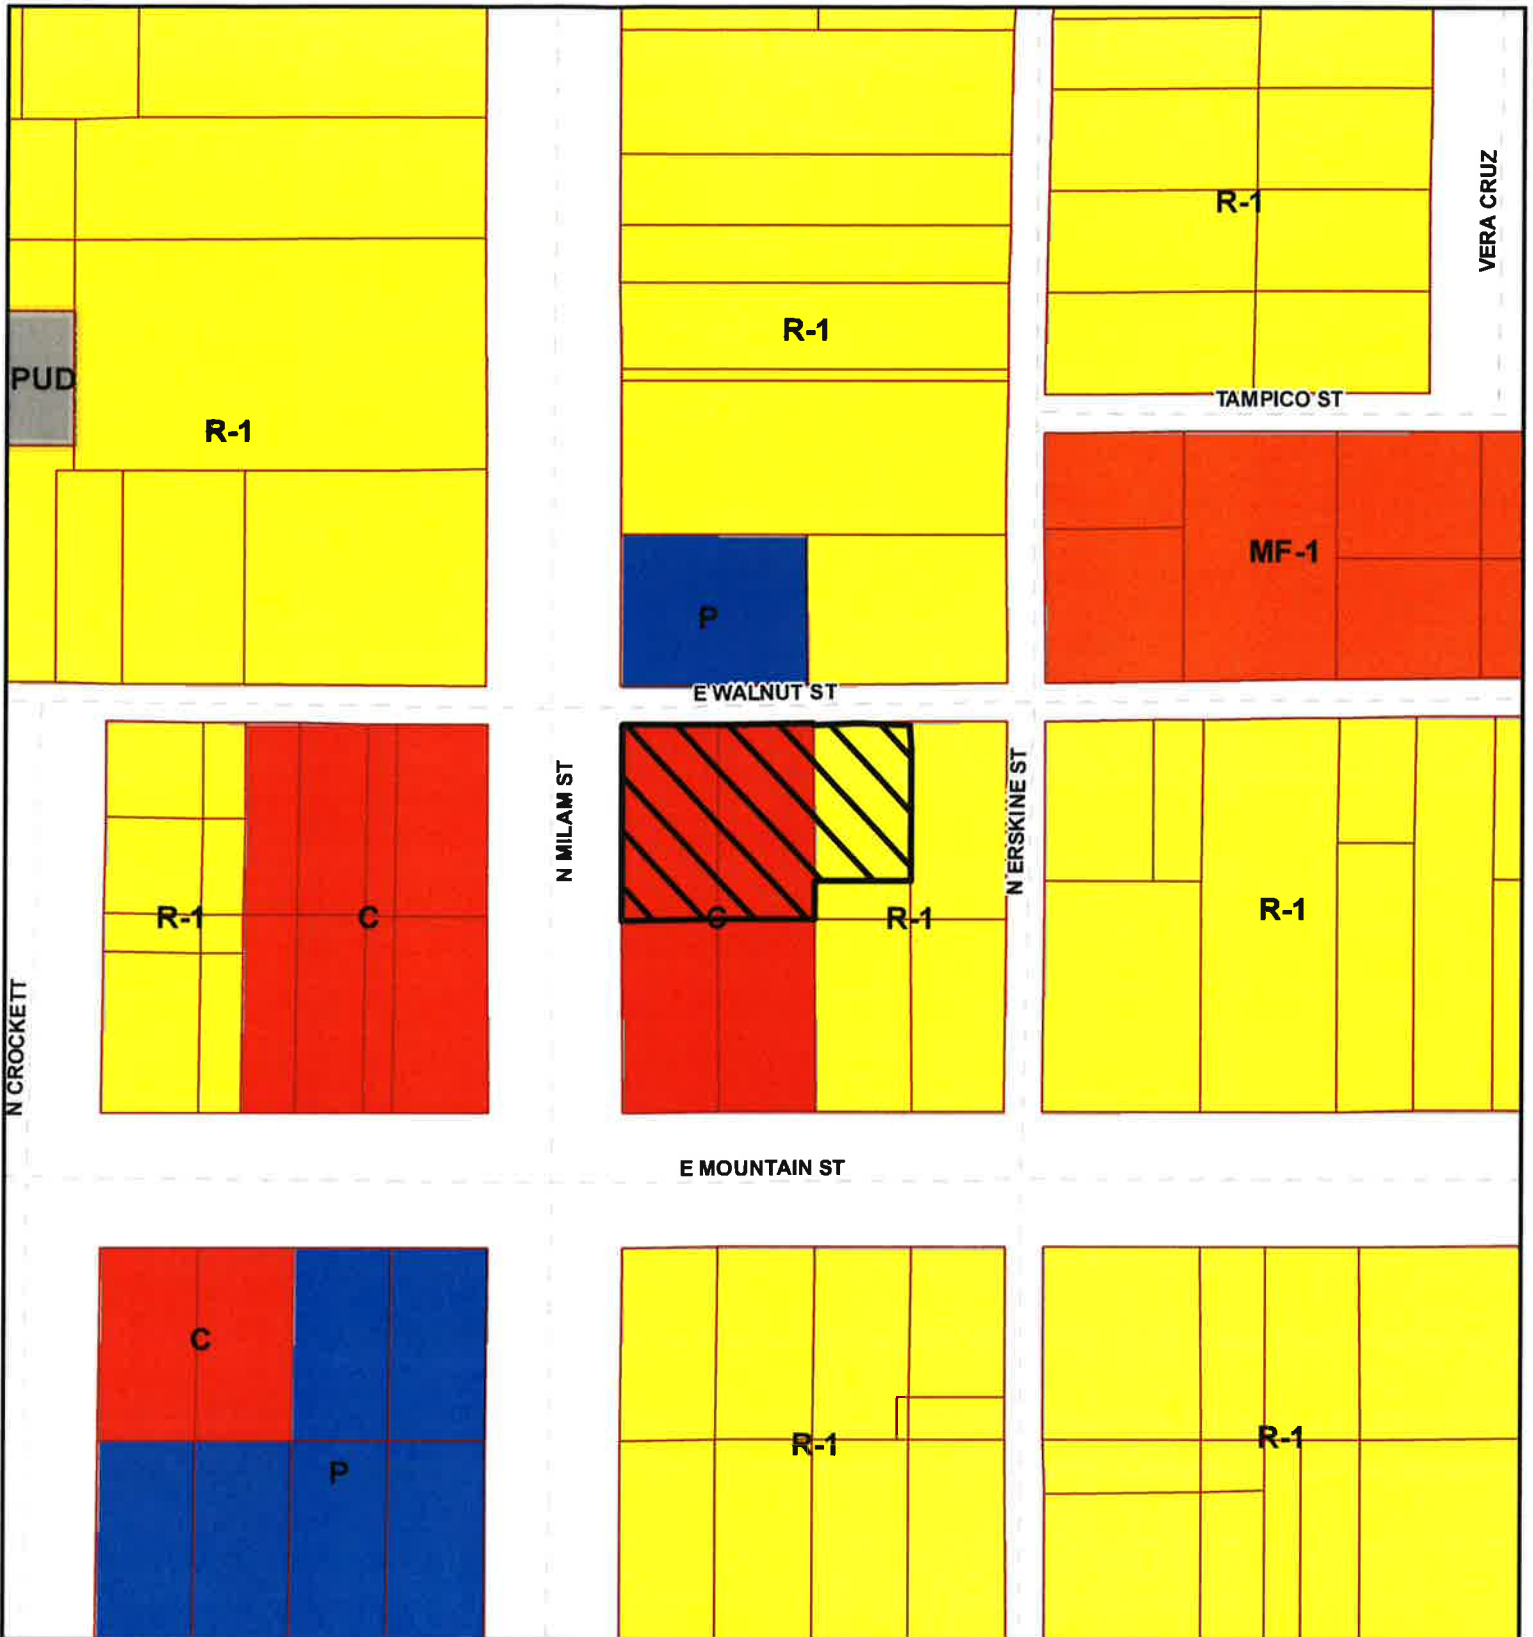 VERA CRUZ
R-1
R-1
PUD
TAMPICO ST
R-1
MF-1
P
E WALNUT ST
N MILAM ST
N ERSKINE ST
R-1
C
C
R-1
R-1
N CROCKETT
E MOUNTAIN ST
C
P
R-1
R-1